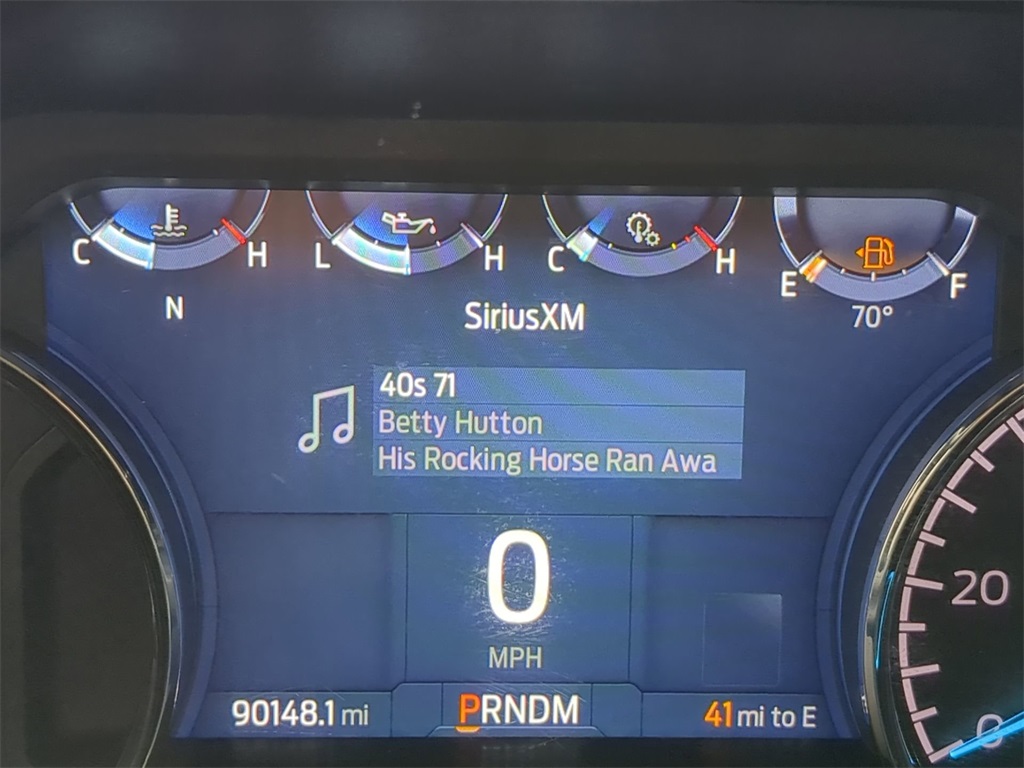 C H L H C H E F
N
70°
SiriusXM
40s 71
Betty Hutton
His Rocking Horse Ran Awa
0
MPH
20
0
90148.1 mi
PRNDM
41 mi to E